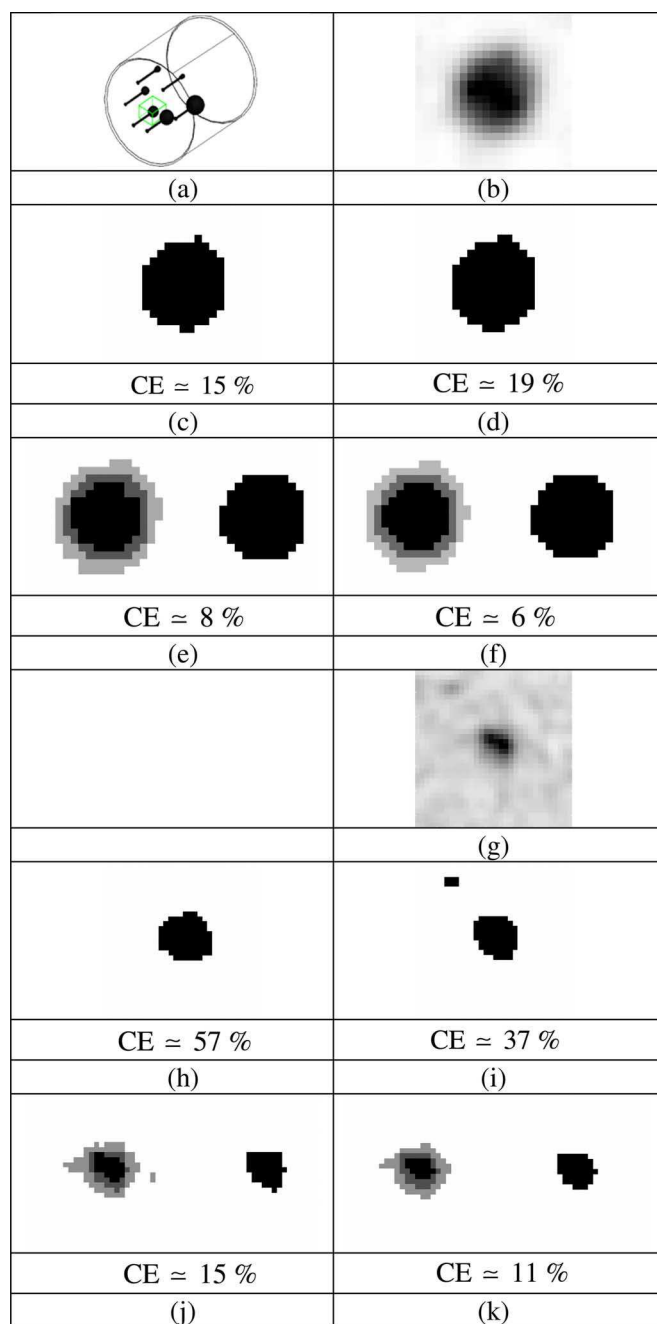 (a) (b)
CE ≃ 15 % CE ≃ 19 %
(c) (d)
CE ≃ 8 % CE ≃ 6 %
(e) (f)
(g)
CE ≃ 57 % CE ≃ 37 %
(h) (i)
CE ≃ 15 % CE ≃ 11 %
(j) (k)